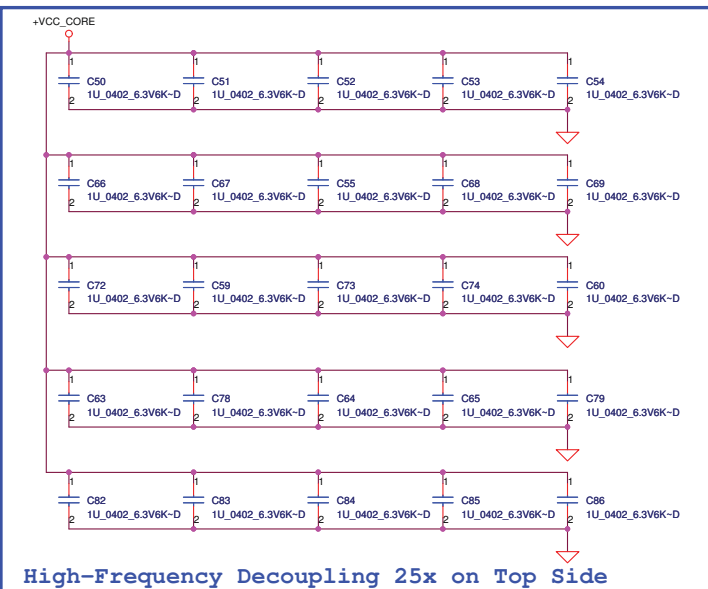 +VCC_CORE
1 1 1 1 1
C50 C51 C52 C53 C54
2 1U_0402_6.3V6K~D 2 1U_0402_6.3V6K~D 2 1U_0402_6.3V6K~D 2 1U_0402_6.3V6K~D 2 1U_0402_6.3V6K~D
1 1 1 1 1
C66 C67 C55 C68 C69
2 1U_0402_6.3V6K~D 2 1U_0402_6.3V6K~D 2 1U_0402_6.3V6K~D 2 1U_0402_6.3V6K~D 2 1U_0402_6.3V6K~D
1 1 1 1 1
C72 C59 C73 C74 C60
2 1U_0402_6.3V6K~D 2 1U_0402_6.3V6K~D 2 1U_0402_6.3V6K~D 2 1U_0402_6.3V6K~D 2 1U_0402_6.3V6K~D
1 1 1 1 1
C63 C78 C64 C65 C79
2 1U_0402_6.3V6K~D 2 1U_0402_6.3V6K~D 2 1U_0402_6.3V6K~D 2 1U_0402_6.3V6K~D 2 1U_0402_6.3V6K~D
1 1 1 1 1
C82 C83 C84 C85 C86
2 1U_0402_6.3V6K~D 2 1U_0402_6.3V6K~D 2 1U_0402_6.3V6K~D 2 1U_0402_6.3V6K~D 2 1U_0402_6.3V6K~D
High-Frequency Decoupling 25x on Top Side